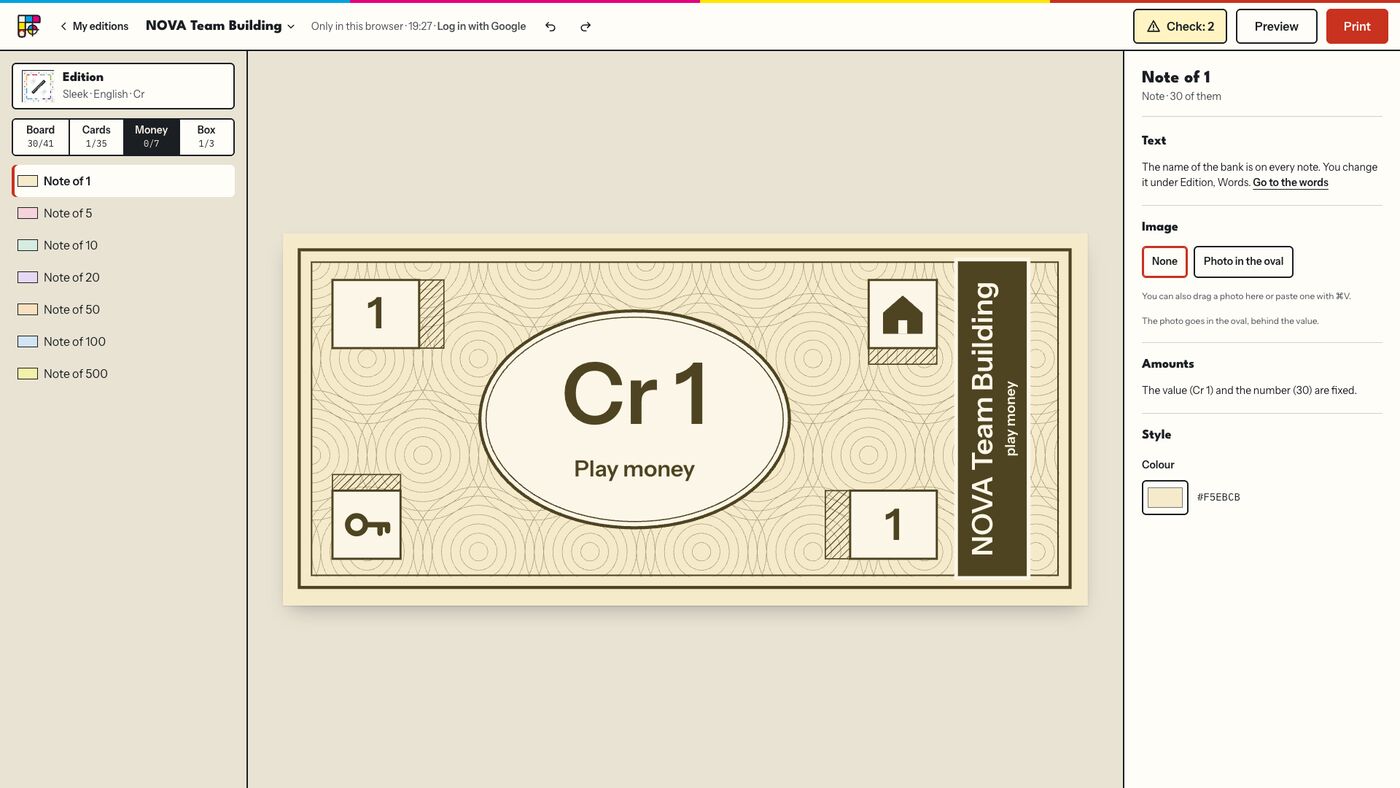 My editions
NOVA Team Building
Only in this browser · 19:27 · Log in with Google
Check: 2
Preview
Print
Edition
Sleek · English · Cr
Board
30/41
Cards
1/35
Money
0/7
Box
1/3
Note of 1
Note of 5
Note of 10
Note of 20
Note of 50
Note of 100
Note of 500
1
Cr 1
Play money
1
NOVA Team Building
play money
Note of 1
Note · 30 of them
Text
The name of the bank is on every note. You change
it under Edition, Words. Go to the words
Image
None
Photo in the oval
You can also drag a photo here or paste one with ⌘V.
The photo goes in the oval, behind the value.
Amounts
The value (Cr 1) and the number (30) are fixed.
Style
Colour
#F5EBCB